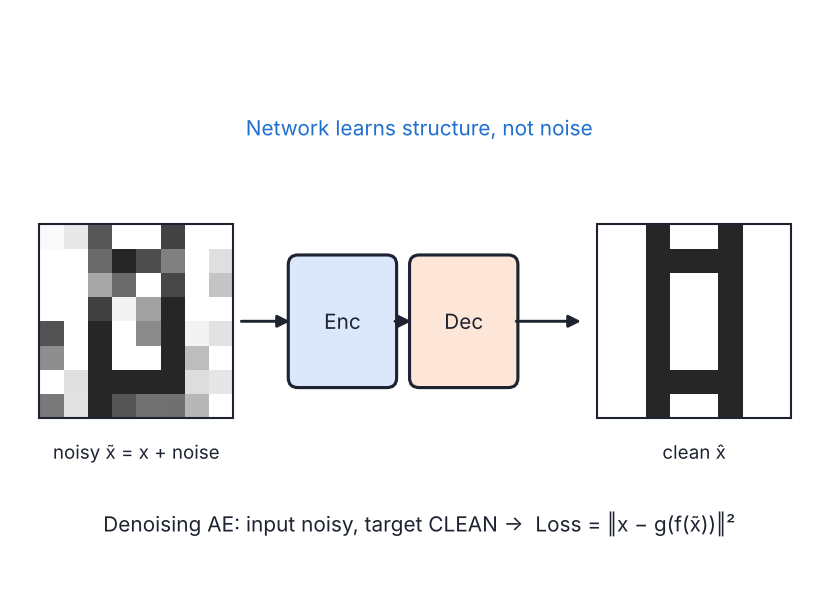 Network learns structure, not noise
Enc
Dec
noisy x̃ = x + noise
clean x̂
Denoising AE: input noisy, target CLEAN → Loss = ‖x − g(f(x̃))‖²